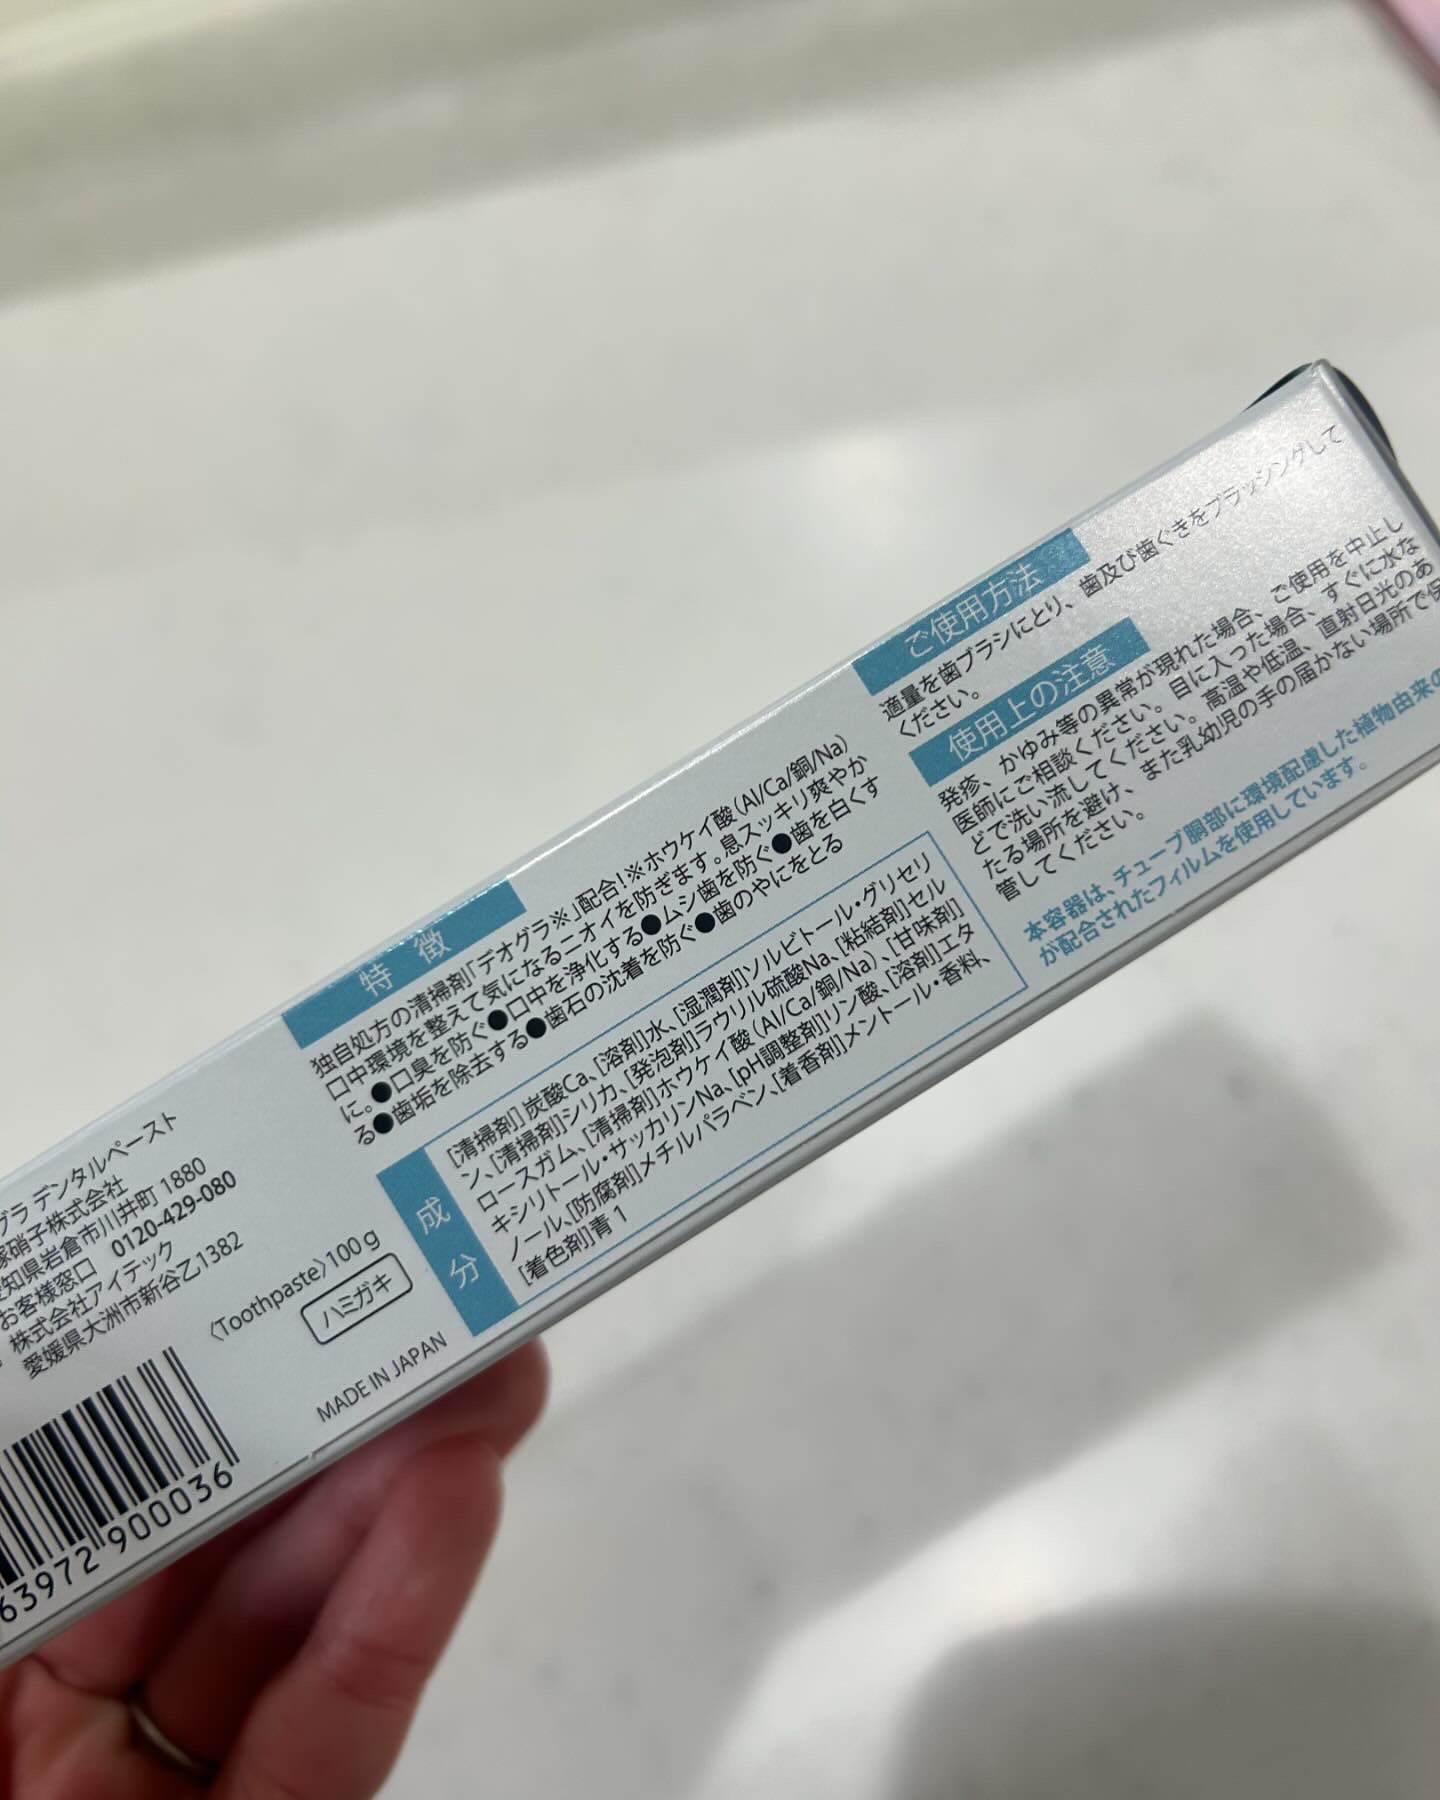 グラ デンタルペースト
硝子株式会社
知県岩倉市川井町 1880
お客様窓口 0120-429-080
株式会社アイテック
愛媛県大洲市新谷乙1382
〈Toothpaste〉100g
ハミガキ
MADE IN JAPAN
63972 900036
特 徴
独自処方の清掃剤「デオグラ※」配合!※ホウケイ酸(Al/Ca/銅/Na)
口中環境を整えて気になるニオイを防ぎます。息スッキリ爽やか
に。●口臭を防ぐ●口中を浄化する●ムシ歯を防ぐ●歯を白くす
る●歯垢を除去する●歯石の沈着を防ぐ●歯のやにをとる
成分
[清掃剤]炭酸Ca、[溶剤]水、[湿潤剤]ソルビトール・グリセリ
ン、[清掃剤]シリカ、[発泡剤]ラウリル硫酸Na、[粘結剤]セル
ロースガム、[清掃剤]ホウケイ酸(Al/Ca/銅/Na)、[甘味剤]
キシリトール・サッカリンNa、[pH調整剤]リン酸、[溶剤]エタ
ノール、[防腐剤]メチルパラベン、[着香剤]メントール・香料、
[着色剤]青1
ご使用方法
適量を歯ブラシにとり、歯及び歯ぐきをブラッシングして
ください。
使用上の注意
発疹、かゆみ等の異常が現れた場合、ご使用を中止し
医師にご相談ください。目に入った場合、すぐに水な
どで洗い流してください。高温や低温、直射日光のあ
たる場所を避け、また乳幼児の手の届かない場所で保
管してください。
本容器は、チューブ胴部に環境配慮した植物由来の
が配合されたフィルムを使用しています。